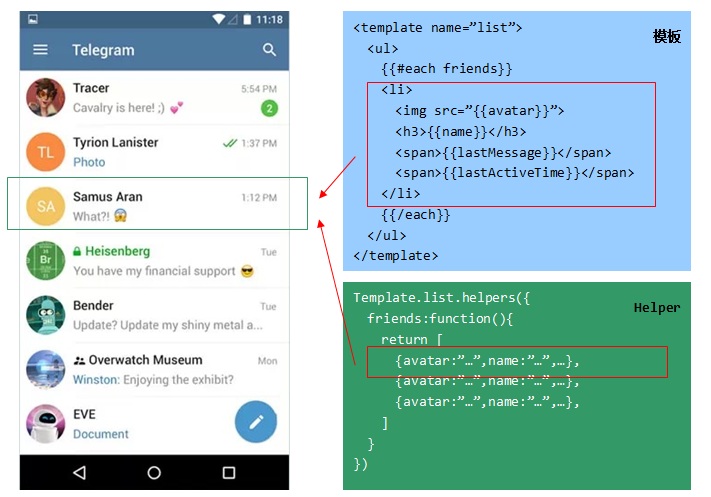 11:18
Telegram
Tracer
5:54 PM
Cavalry is here! ;) 💕
2
TL
Tyrion Lanister
1:37 PM
Photo
SA
Samus Aran
1:12 PM
What?! 😱
Br
Heisenberg
Tue
You have my financial support 😎
Bender
Tue
Update? Update my shiny metal a...
Overwatch Museum
Mon
Winston: Enjoying the exhibit?
EVE
Document
模板
<template name=”list”>
<ul>
{{#each friends}}
<li>
<img src=”{{avatar}}”>
<h3>{{name}}</h3>
<span>{{lastMessage}}</span>
<span>{{lastActiveTime}}</span>
</li>
{{/each}}
</ul>
</template>
Helper
Template.list.helpers({
friends:function(){
return [
{avatar:”…”,name:”…”,…},
{avatar:”…”,name:”…”,…},
{avatar:”…”,name:”…”,…},
]
}
})